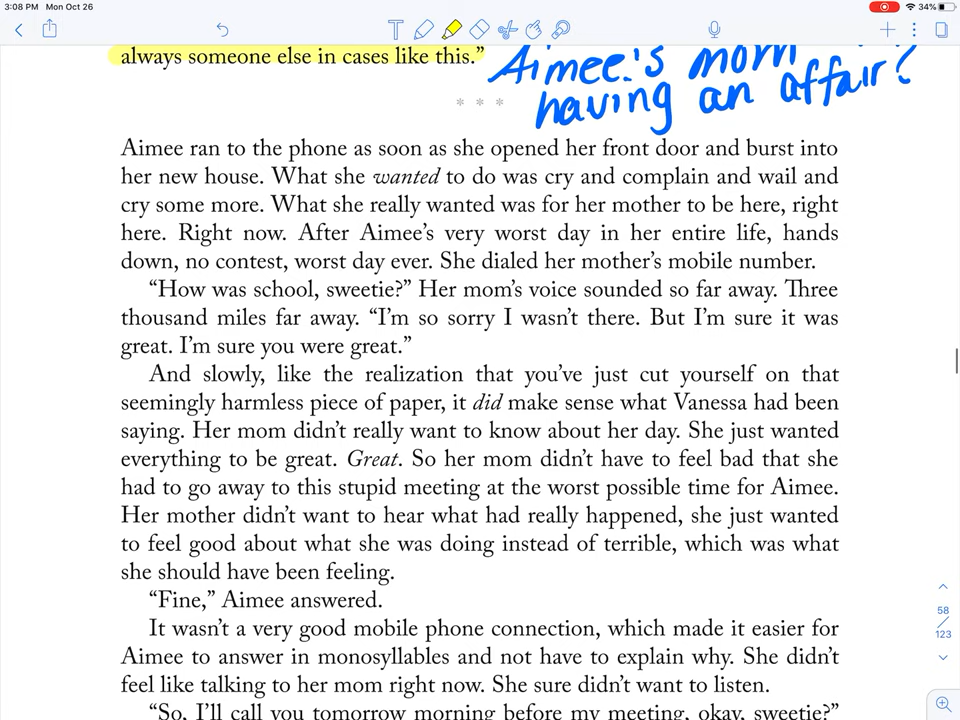 3:08 PM Mon Oct 26
34%
always someone else in cases like this.”
Aimee's mom
having an affair?
* * *
Aimee ran to the phone as soon as she opened her front door and burst into
her new house. What she wanted to do was cry and complain and wail and
cry some more. What she really wanted was for her mother to be here, right
here. Right now. After Aimee’s very worst day in her entire life, hands
down, no contest, worst day ever. She dialed her mother’s mobile number.
“How was school, sweetie?” Her mom’s voice sounded so far away. Three
thousand miles far away. “I’m so sorry I wasn’t there. But I’m sure it was
great. I’m sure you were great.”
And slowly, like the realization that you’ve just cut yourself on that
seemingly harmless piece of paper, it did make sense what Vanessa had been
saying. Her mom didn’t really want to know about her day. She just wanted
everything to be great. Great. So her mom didn’t have to feel bad that she
had to go away to this stupid meeting at the worst possible time for Aimee.
Her mother didn’t want to hear what had really happened, she just wanted
to feel good about what she was doing instead of terrible, which was what
she should have been feeling.
“Fine,” Aimee answered.
It wasn’t a very good mobile phone connection, which made it easier for
Aimee to answer in monosyllables and not have to explain why. She didn’t
feel like talking to her mom right now. She sure didn’t want to listen.
“So, I’ll call you tomorrow morning before my meeting, okay, sweetie?”
58
/
123